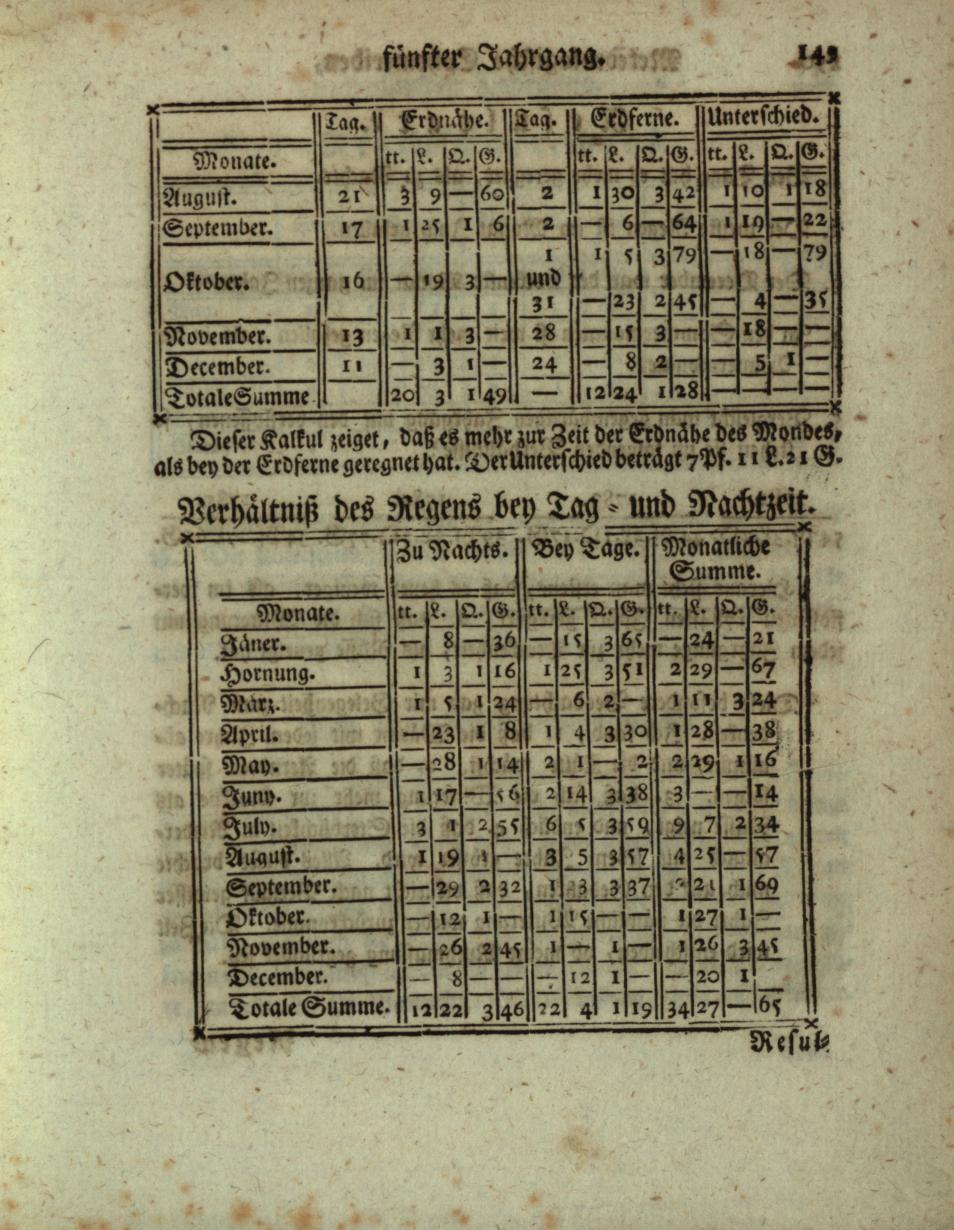 fünfter Jahrgang. 149
Tag. Erdnähe. Tag. Erdferne. Unterschied.
Monate. tt. L. Q. G. tt. L. Q. G. tt. L. Q. G.
August. 21 3 9 — 60 2 1 30 3 42 1 10 1 18
September. 17 1 25 1 6 2 — 6 — 64 1 19 — 22
1 1 5 3 79 — 18 — 79
Oktober. 16 — 19 3 — und
31 — 23 2 45 — 4 — 35
November. 13 1 1 3 — 28 — 15 3 — — 18 — —
December. 11 — 3 1 — 24 — 8 2 — — 5 1 —
Totale Summe 20 3 1 49 — 12 24 1 28 — — — —
Dieser Kalkul zeiget, daß es mehr zur Zeit der Erdnähe des Mondes,
als bey der Erdferne geregnet hat. Der Unterschied beträgt 7 Pf. 11 L. 21 G.
Verhältniß des Regens bey Tag - und Nachtzeit.
Zu Nachts. Bey Tage. Monatliche
Summe.
Monate. tt. L. Q. G. tt. L. Q. G. tt. L. Q. G.
Jäner. — 8 — 36 — 15 3 65 — 24 — 21
Hornung. 1 3 1 16 1 25 3 51 2 29 — 67
März. 1 5 1 24 — 6 2 — 1 11 3 24
April. — 23 1 8 1 4 3 30 1 28 — 38
May. — 28 1 14 2 1 — 2 2 29 1 16
Juny. 1 17 — 56 2 14 3 38 3 — — 14
July. 3 1 2 55 6 5 3 59 9 7 2 34
August. 1 19 — 3 5 3 57 4 25 — 57
September. — 29 2 32 1 3 3 37 21 1 69
Oktober. — 12 1 — 1 15 — — 1 27 1 —
November. — 26 2 45 1 — 1 — 1 26 3 45
December. — 8 — — — 12 1 — — 20 1
Totale Summe. 12 22 3 46 22 4 1 19 34 27 — 65
Resul-